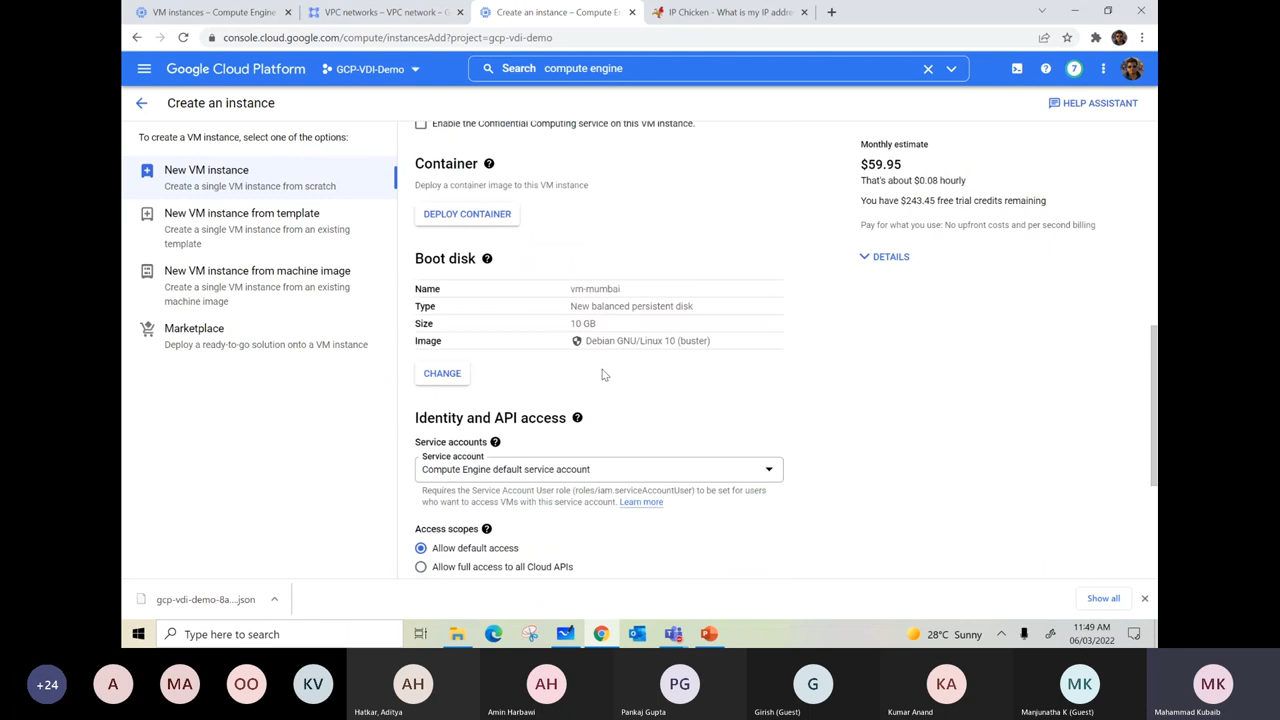 VM instances – Compute Engine
VPC networks – VPC network – G
Create an instance – Compute E
IP Chicken - What is my IP addre
console.cloud.google.com/compute/instancesAdd?project=gcp-vdi-demo
Google Cloud Platform
GCP-VDI-Demo
Search compute engine
7
Create an instance
HELP ASSISTANT
To create a VM instance, select one of the options:
New VM instance
Create a single VM instance from scratch
New VM instance from template
Create a single VM instance from an existing
template
New VM instance from machine image
Create a single VM instance from an existing
machine image
Marketplace
Deploy a ready-to-go solution onto a VM instance
Enable the Confidential Computing service on this VM instance.
Container
Deploy a container image to this VM instance
DEPLOY CONTAINER
Boot disk
Name vm-mumbai
Type New balanced persistent disk
Size 10 GB
Image Debian GNU/Linux 10 (buster)
CHANGE
Identity and API access
Service accounts
Service account
Compute Engine default service account
Requires the Service Account User role (roles/iam.serviceAccountUser) to be set for users
who want to access VMs with this service account. Learn more
Access scopes
Allow default access
Allow full access to all Cloud APIs
Monthly estimate
$59.95
That's about $0.08 hourly
You have $243.45 free trial credits remaining
Pay for what you use: No upfront costs and per second billing
DETAILS
gcp-vdi-demo-8a....json
Show all
Type here to search
28°C Sunny
11:49 AM
06/03/2022
+24
A
MA
OO
KV
AH
Hatkar, Aditya
AH
Amin Harbawi
PG
Pankaj Gupta
G
Girish (Guest)
KA
Kumar Anand
MK
Manjunatha K (Guest)
MK
Mahammad Kubaib